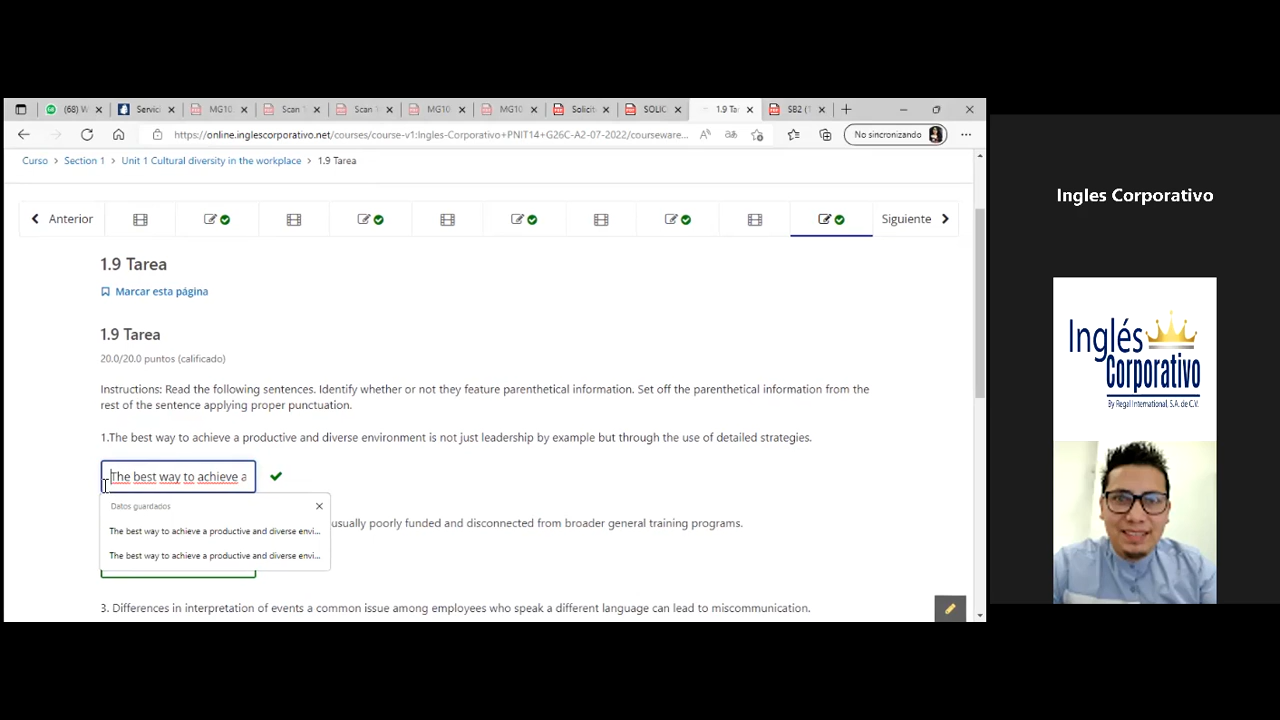 (68) W
Servici
MG10
Scan 1
Scan 1
MG10
MG10
Solicit
SOLIC
1.9 Ta
SB2 (1
https://online.inglescorporativo.net/courses/course-v1:Ingles-Corporativo+PNIT14+G26C-A2-07-2022/courseware...
No sincronizando
Curso > Section 1 > Unit 1 Cultural diversity in the workplace > 1.9 Tarea
Anterior
Siguiente
1.9 Tarea
Marcar esta página
1.9 Tarea
20.0/20.0 puntos (calificado)
Instructions: Read the following sentences. Identify whether or not they feature parenthetical information. Set off the parenthetical information from the
rest of the sentence applying proper punctuation.
1.The best way to achieve a productive and diverse environment is not just leadership by example but through the use of detailed strategies.
The best way to achieve a
Datos guardados
The best way to achieve a productive and diverse envi...
The best way to achieve a productive and diverse envi...
usually poorly funded and disconnected from broader general training programs.
3. Differences in interpretation of events a common issue among employees who speak a different language can lead to miscommunication.
Ingles Corporativo
Inglés
Corporativo
By Regal International, S.A. de C.V.